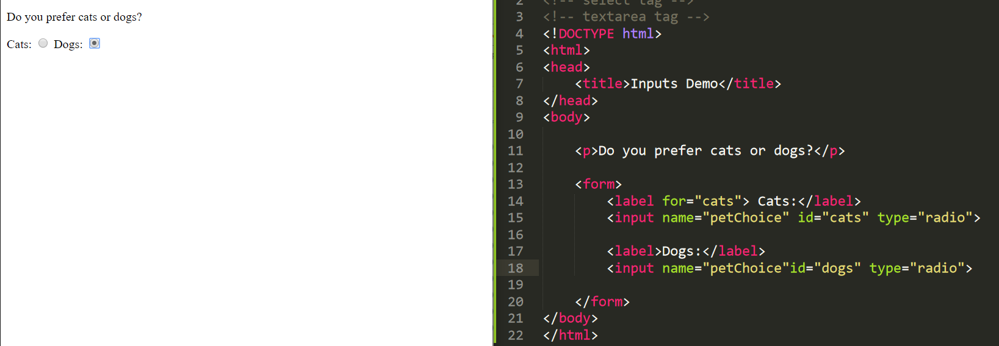 Do you prefer cats or dogs?
Cats: Dogs:
2 <!-- select tag -->
3 <!-- textarea tag -->
4 <!DOCTYPE html>
5 <html>
6 <head>
7 <title>Inputs Demo</title>
8 </head>
9 <body>
10
11 <p>Do you prefer cats or dogs?</p>
12
13 <form>
14 <label for="cats"> Cats:</label>
15 <input name="petChoice" id="cats" type="radio">
16
17 <label>Dogs:</label>
18 <input name="petChoice"id="dogs" type="radio">
19
20 </form>
21 </body>
22 </html>